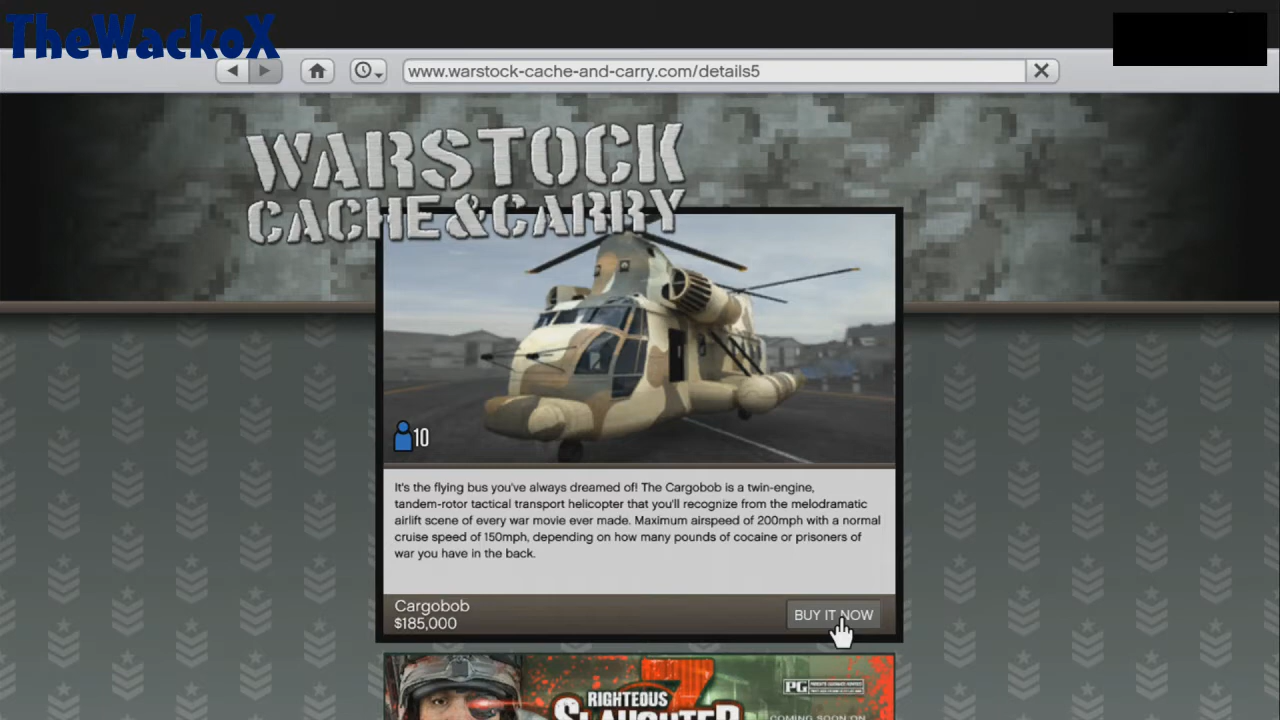 TheWackoX
www.warstock-cache-and-carry.com/details5
WARSTOCK
CACHE&CARRY
10
It's the flying bus you've always dreamed of! The Cargobob is a twin-engine,
tandem-rotor tactical transport helicopter that you'll recognize from the melodramatic
airlift scene of every war movie ever made. Maximum airspeed of 200mph with a normal
cruise speed of 150mph, depending on how many pounds of cocaine or prisoners of
war you have in the back.
Cargobob
$185,000
BUY IT NOW
RIGHTEOUS
SLAUGHTER
7
PG
COMING SOON ON